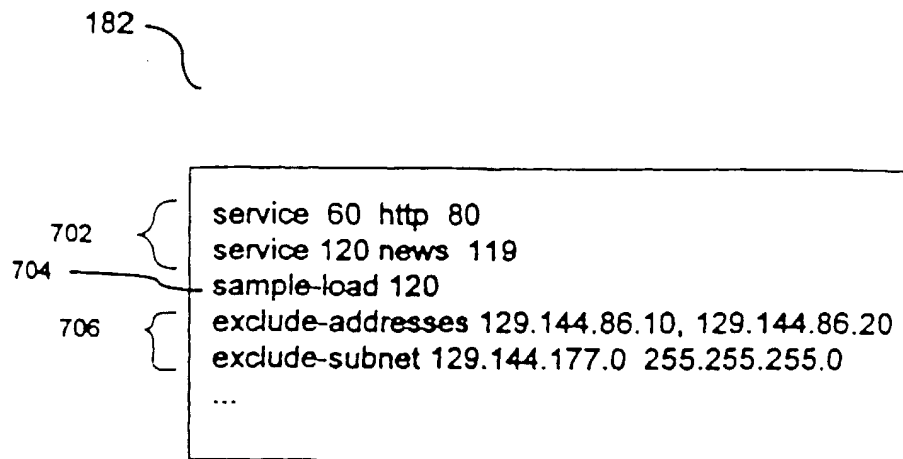 182
702
704
706
service 60 http 80
service 120 news 119
sample-load 120
exclude-addresses 129.144.86.10, 129.144.86.20
exclude-subnet 129.144.177.0 255.255.255.0
...